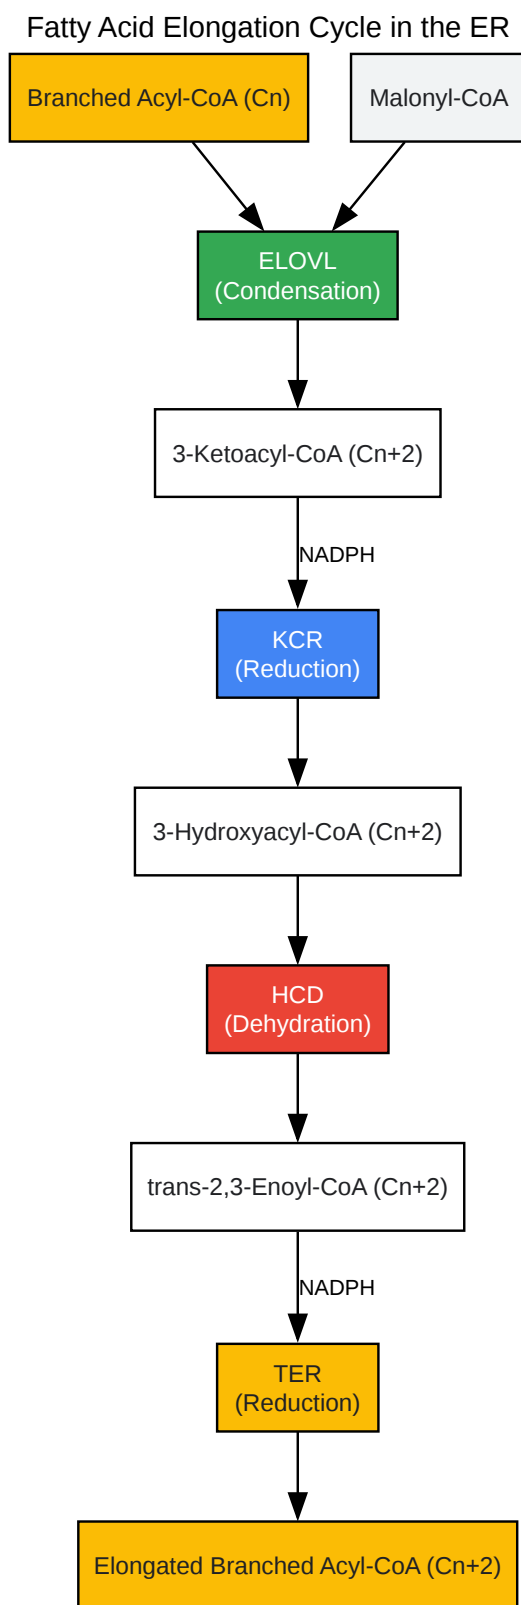 Fatty Acid Elongation Cycle in the ER
Branched Acyl-CoA (Cn)
Malonyl-CoA
ELOVL
(Condensation)
3-Ketoacyl-CoA (Cn+2)
NADPH
KCR
(Reduction)
3-Hydroxyacyl-CoA (Cn+2)
HCD
(Dehydration)
trans-2,3-Enoyl-CoA (Cn+2)
NADPH
TER
(Reduction)
Elongated Branched Acyl-CoA (Cn+2)